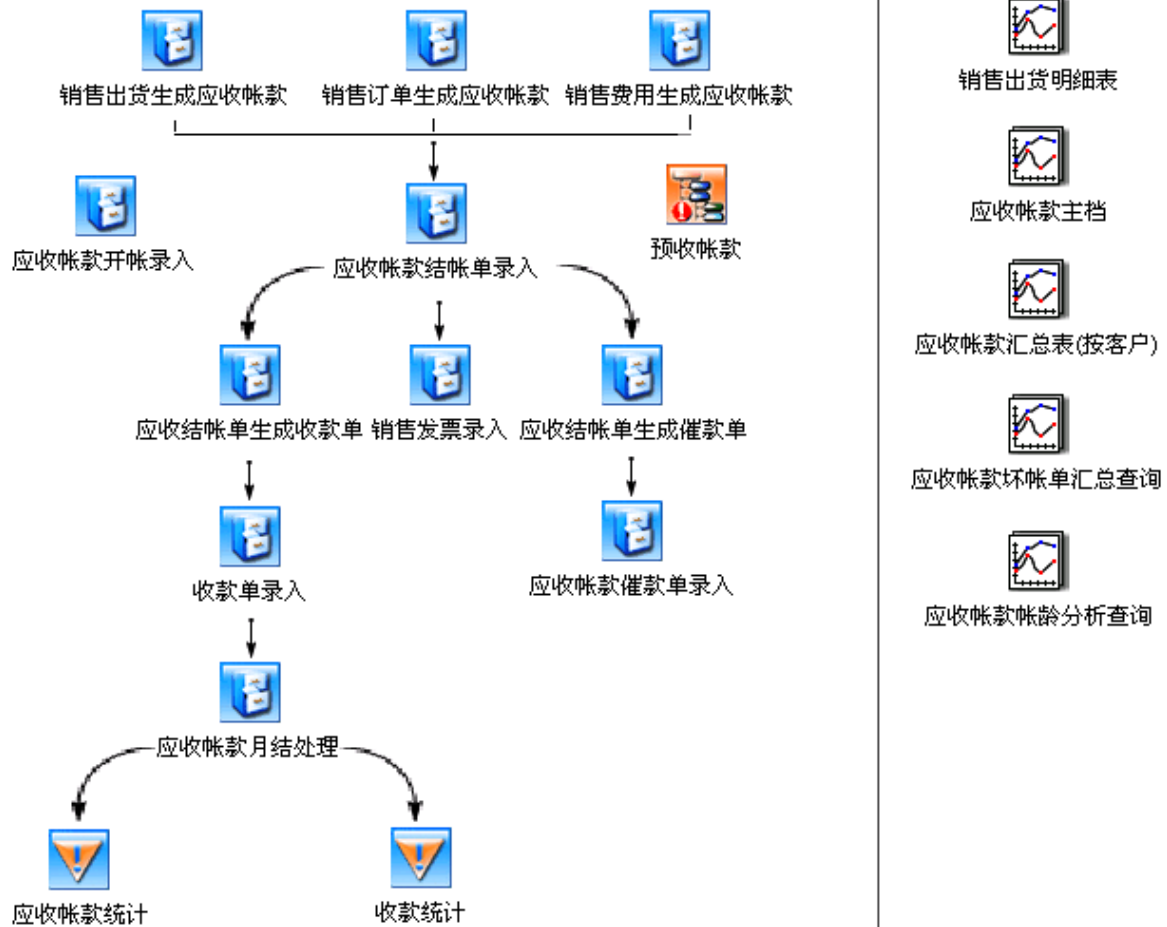 销售出货生成应收帐款
销售订单生成应收帐款
销售费用生成应收帐款
应收帐款开帐录入
应收帐款结帐单录入
预收帐款
应收结帐单生成收款单
销售发票录入
应收结帐单生成催款单
收款单录入
应收帐款催款单录入
应收帐款月结处理
应收帐款统计
收款统计
销售出货明细表
应收帐款主档
应收帐款汇总表(按客户)
应收帐款坏帐单汇总查询
应收帐款帐龄分析查询